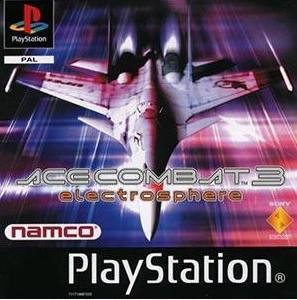 PlayStation
PAL
ACE COMBAT 3
electrosphere
SONY
namco
PlayStation®